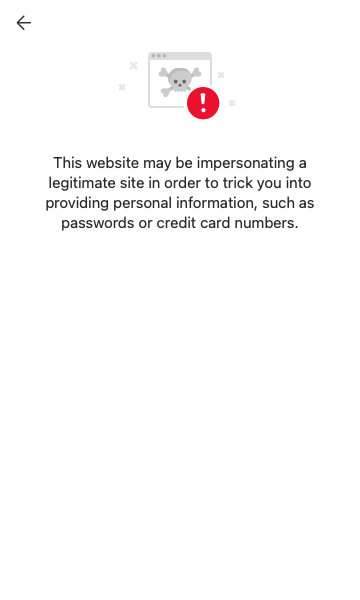 This website may be impersonating a
legitimate site in order to trick you into
providing personal information, such as
passwords or credit card numbers.